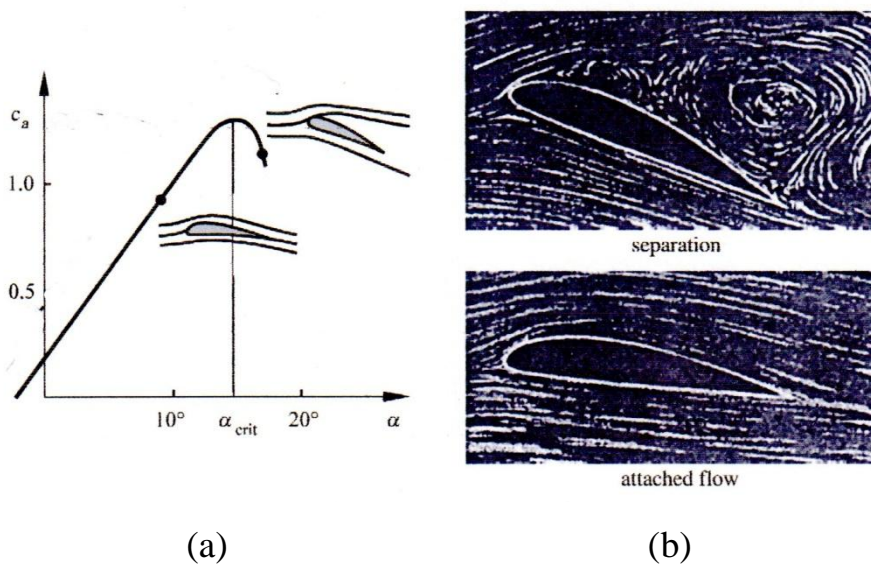 c_a
1.0
0.5
10°
α_crit
20°
α
separation
attached flow
(a)
(b)